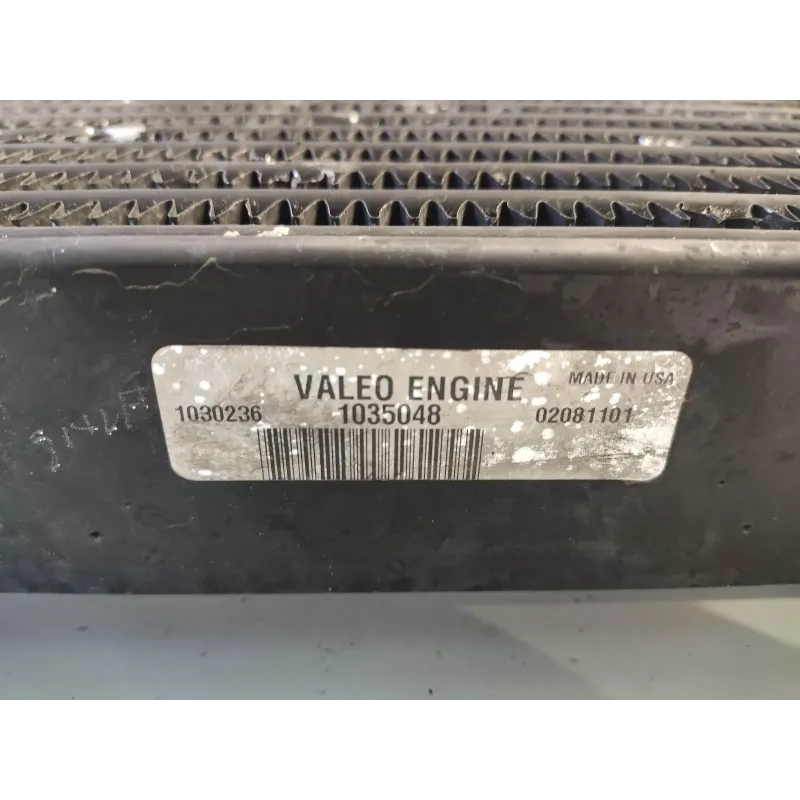 VALEO ENGINE MADE IN USA
1030236 1035048 02081101